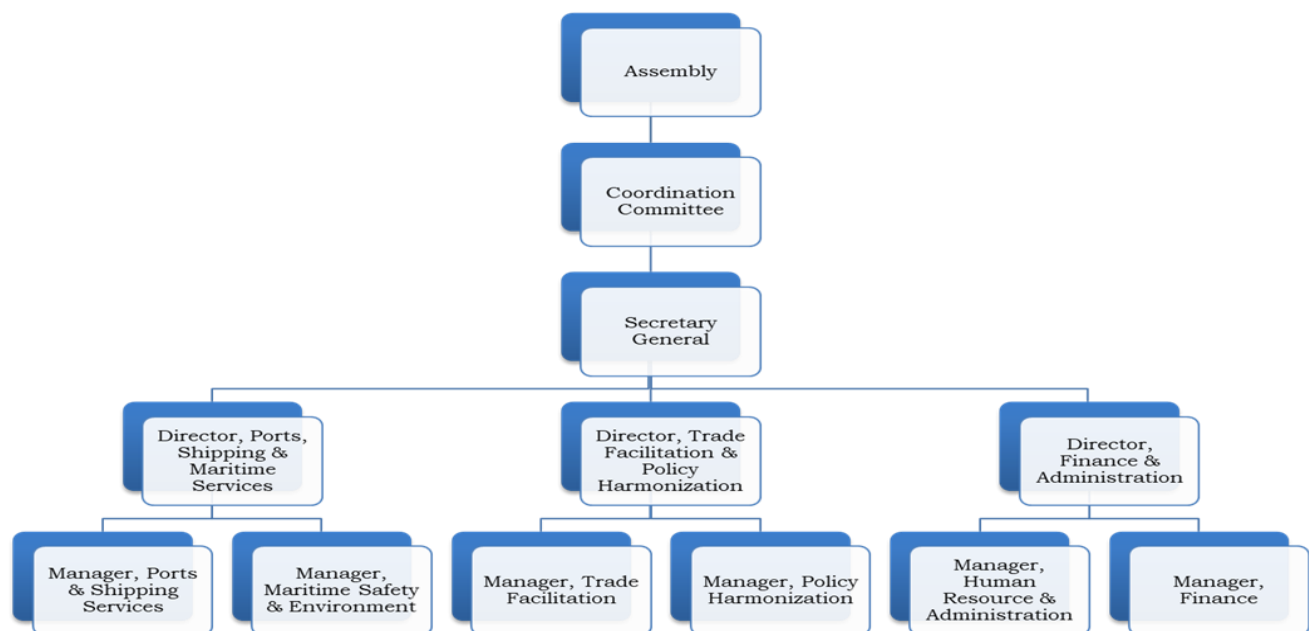 Assembly
Coordination
Committee
Secretary
General
Director, Ports,
Shipping &
Maritime
Services
Director, Trade
Facilitation &
Policy
Harmonization
Director,
Finance &
Administration
Manager, Ports
& Shipping
Services
Manager,
Maritime Safety
& Environment
Manager, Trade
Facilitation
Manager, Policy
Harmonization
Manager,
Human
Resource &
Administration
Manager,
Finance